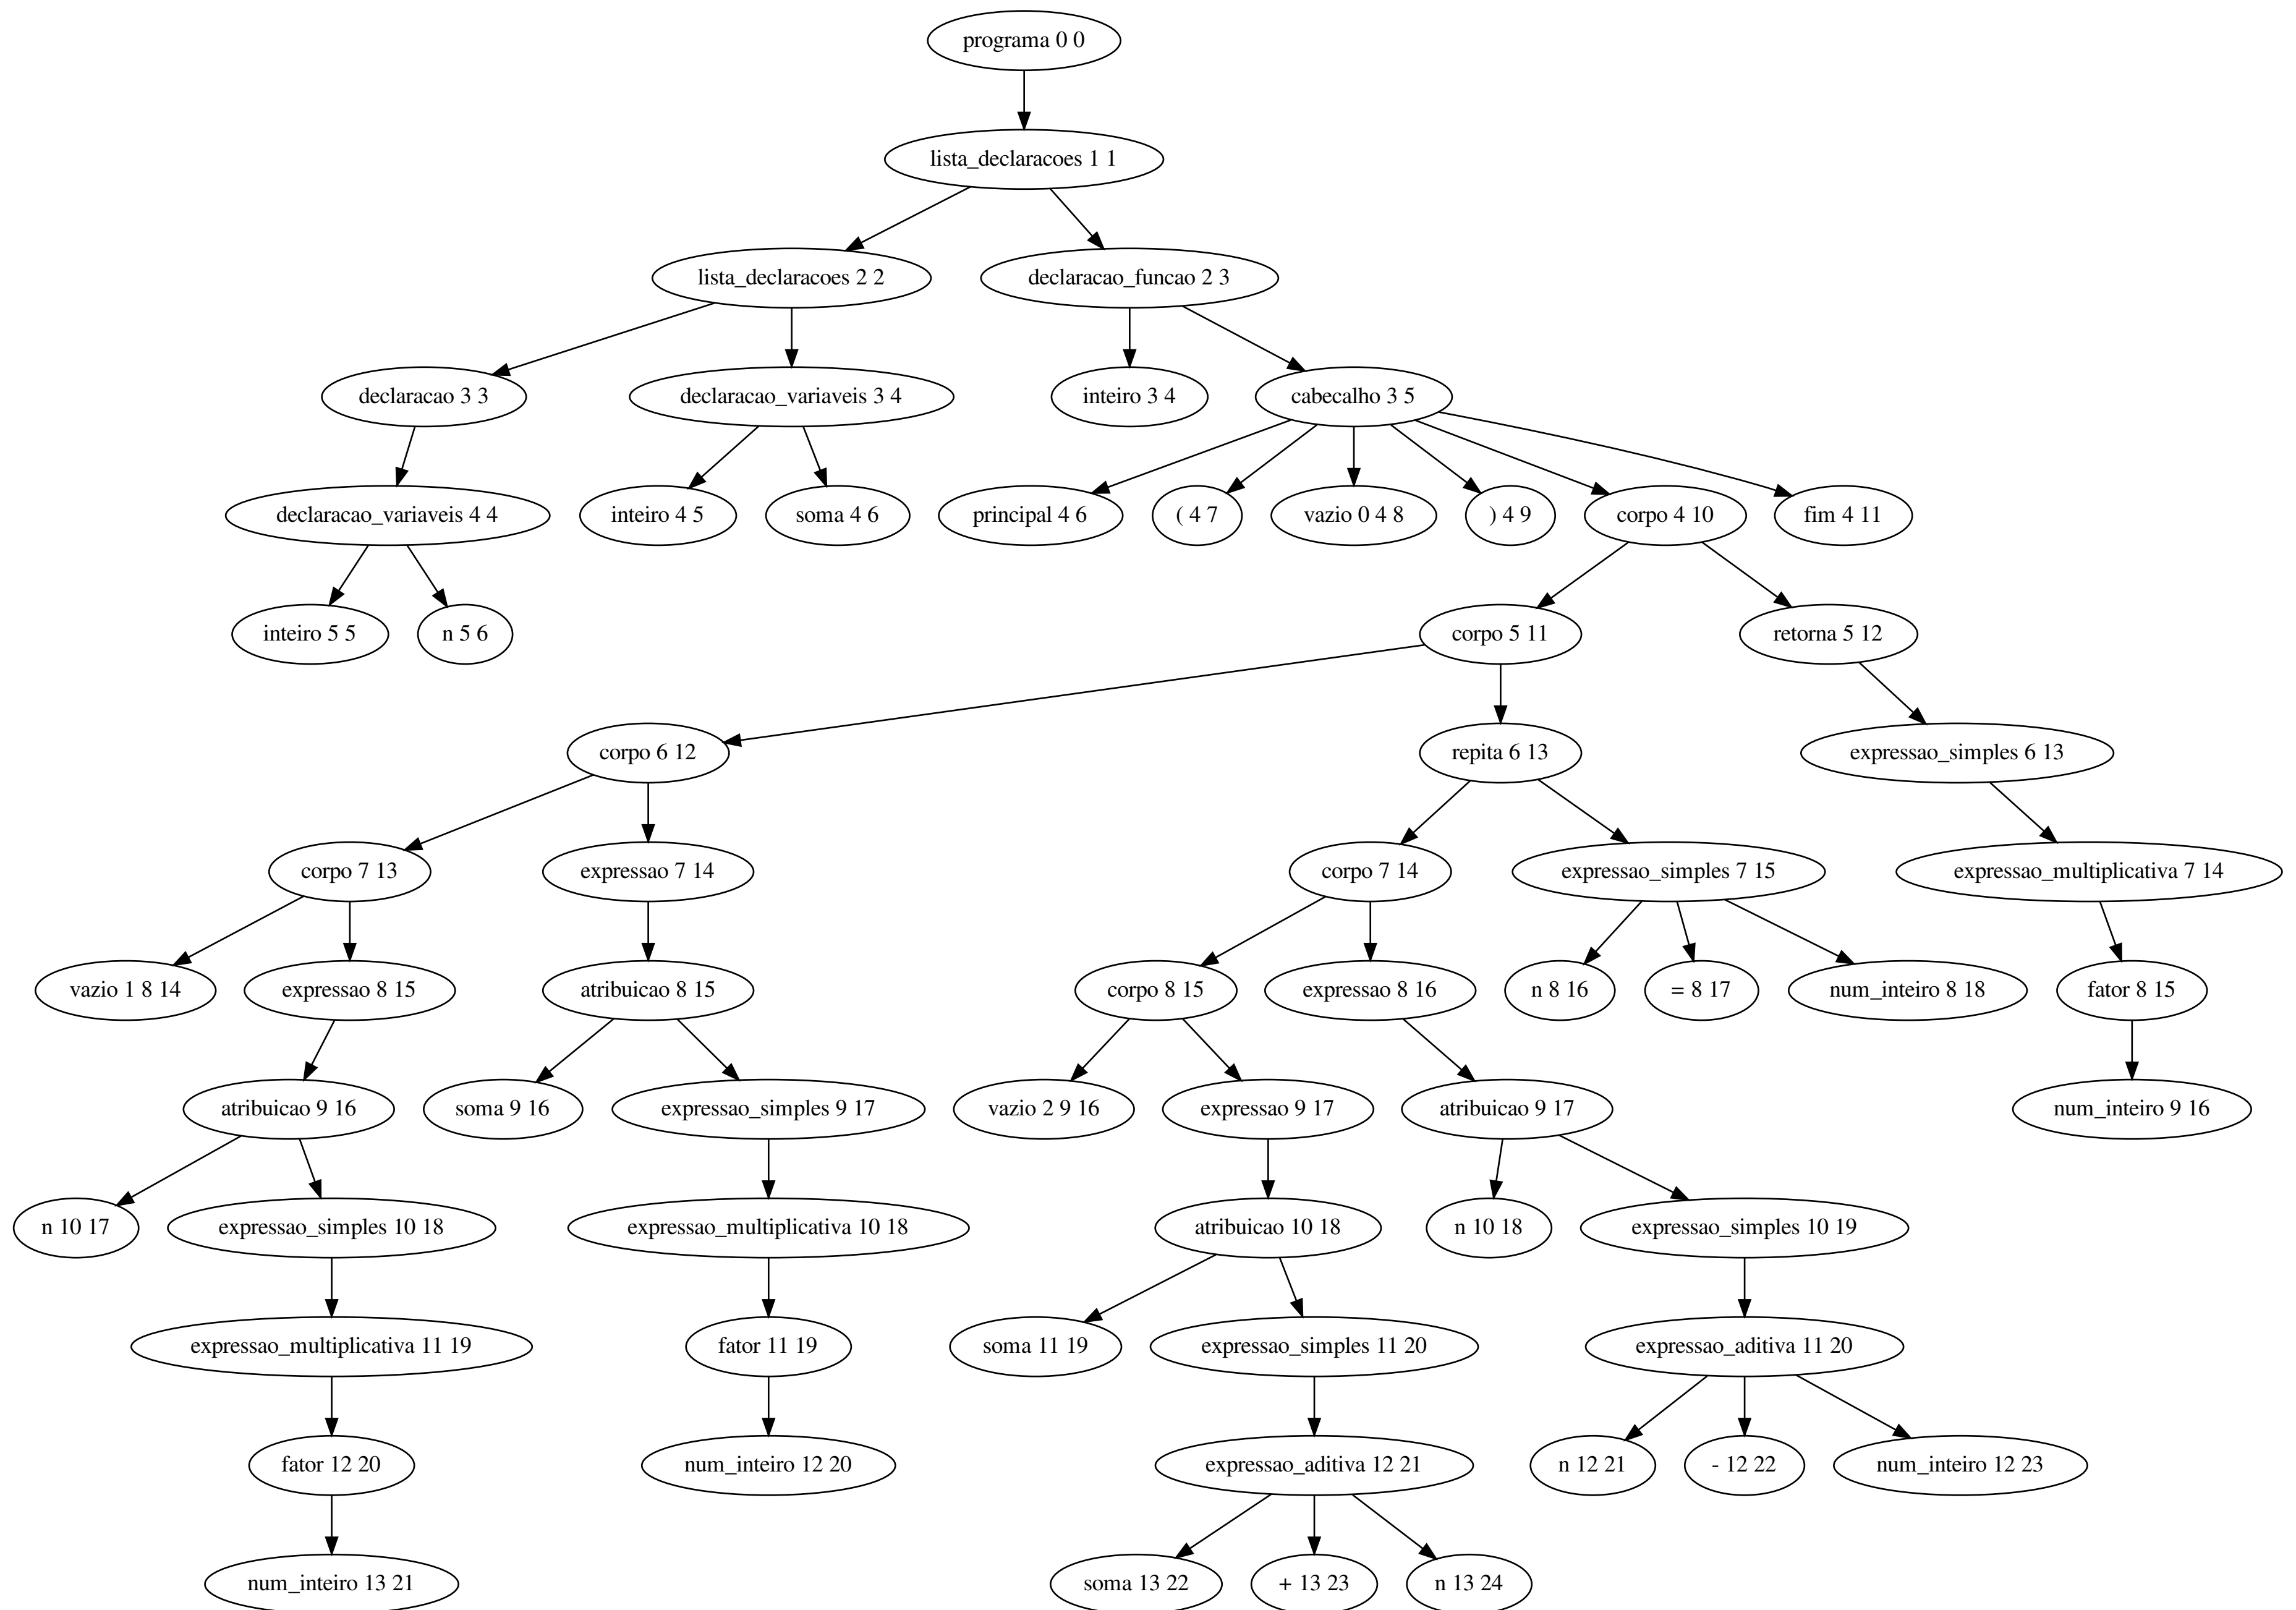 programa 0 0
lista_declaracoes 1 1
lista_declaracoes 2 2
declaracao_funcao 2 3
declaracao 3 3
declaracao_variaveis 3 4
inteiro 3 4
cabecalho 3 5
declaracao_variaveis 4 4
inteiro 4 5
soma 4 6
principal 4 6
( 4 7
vazio 0 4 8
) 4 9
corpo 4 10
fim 4 11
inteiro 5 5
n 5 6
corpo 5 11
retorna 5 12
corpo 6 12
repita 6 13
expressao_simples 6 13
corpo 7 13
expressao 7 14
corpo 7 14
expressao_simples 7 15
expressao_multiplicativa 7 14
vazio 1 8 14
expressao 8 15
atribuicao 8 15
corpo 8 15
expressao 8 16
n 8 16
= 8 17
num_inteiro 8 18
fator 8 15
atribuicao 9 16
soma 9 16
expressao_simples 9 17
vazio 2 9 16
expressao 9 17
atribuicao 9 17
num_inteiro 9 16
n 10 17
expressao_simples 10 18
expressao_multiplicativa 10 18
atribuicao 10 18
n 10 18
expressao_simples 10 19
expressao_multiplicativa 11 19
fator 11 19
soma 11 19
expressao_simples 11 20
expressao_aditiva 11 20
fator 12 20
num_inteiro 12 20
expressao_aditiva 12 21
n 12 21
- 12 22
num_inteiro 12 23
num_inteiro 13 21
soma 13 22
+ 13 23
n 13 24